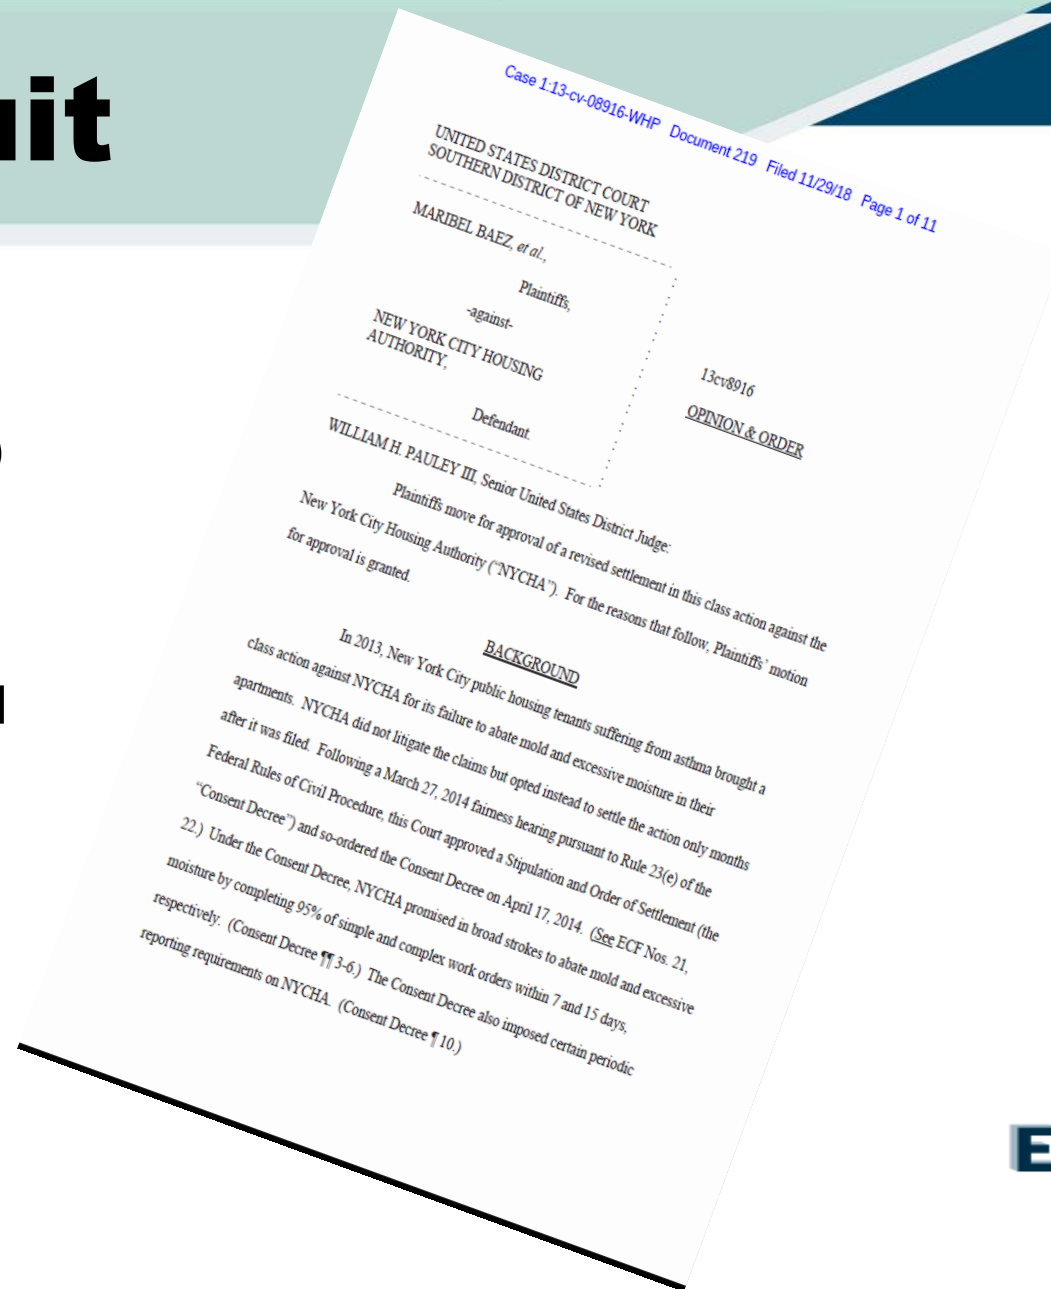 uit
Case 1:13-cv-08916-WHP Document 219 Filed 11/29/18 Page 1 of 11
UNITED STATES DISTRICT COURT
SOUTHERN DISTRICT OF NEW YORK
MARIBEL BAEZ, et al.,
Plaintiffs,
-against-
NEW YORK CITY HOUSING
AUTHORITY,
Defendant.
13cv8916
OPINION & ORDER
WILLIAM H. PAULEY III, Senior United States District Judge:
Plaintiffs move for approval of a revised settlement in this class action against the
New York City Housing Authority (“NYCHA”). For the reasons that follow, Plaintiffs’ motion
for approval is granted.
BACKGROUND
In 2013, New York City public housing tenants suffering from asthma brought a
class action against NYCHA for its failure to abate mold and excessive moisture in their
apartments. NYCHA did not litigate the claims but opted instead to settle the action only months
after it was filed. Following a March 27, 2014 fairness hearing pursuant to Rule 23(e) of the
Federal Rules of Civil Procedure, this Court approved a Stipulation and Order of Settlement (the
“Consent Decree”) and so-ordered the Consent Decree on April 17, 2014. (See ECF Nos. 21,
22.) Under the Consent Decree, NYCHA promised in broad strokes to abate mold and excessive
moisture by completing 95% of simple and complex work orders within 7 and 15 days,
respectively. (Consent Decree ¶¶ 3-6.) The Consent Decree also imposed certain periodic
reporting requirements on NYCHA. (Consent Decree ¶ 10.)
E